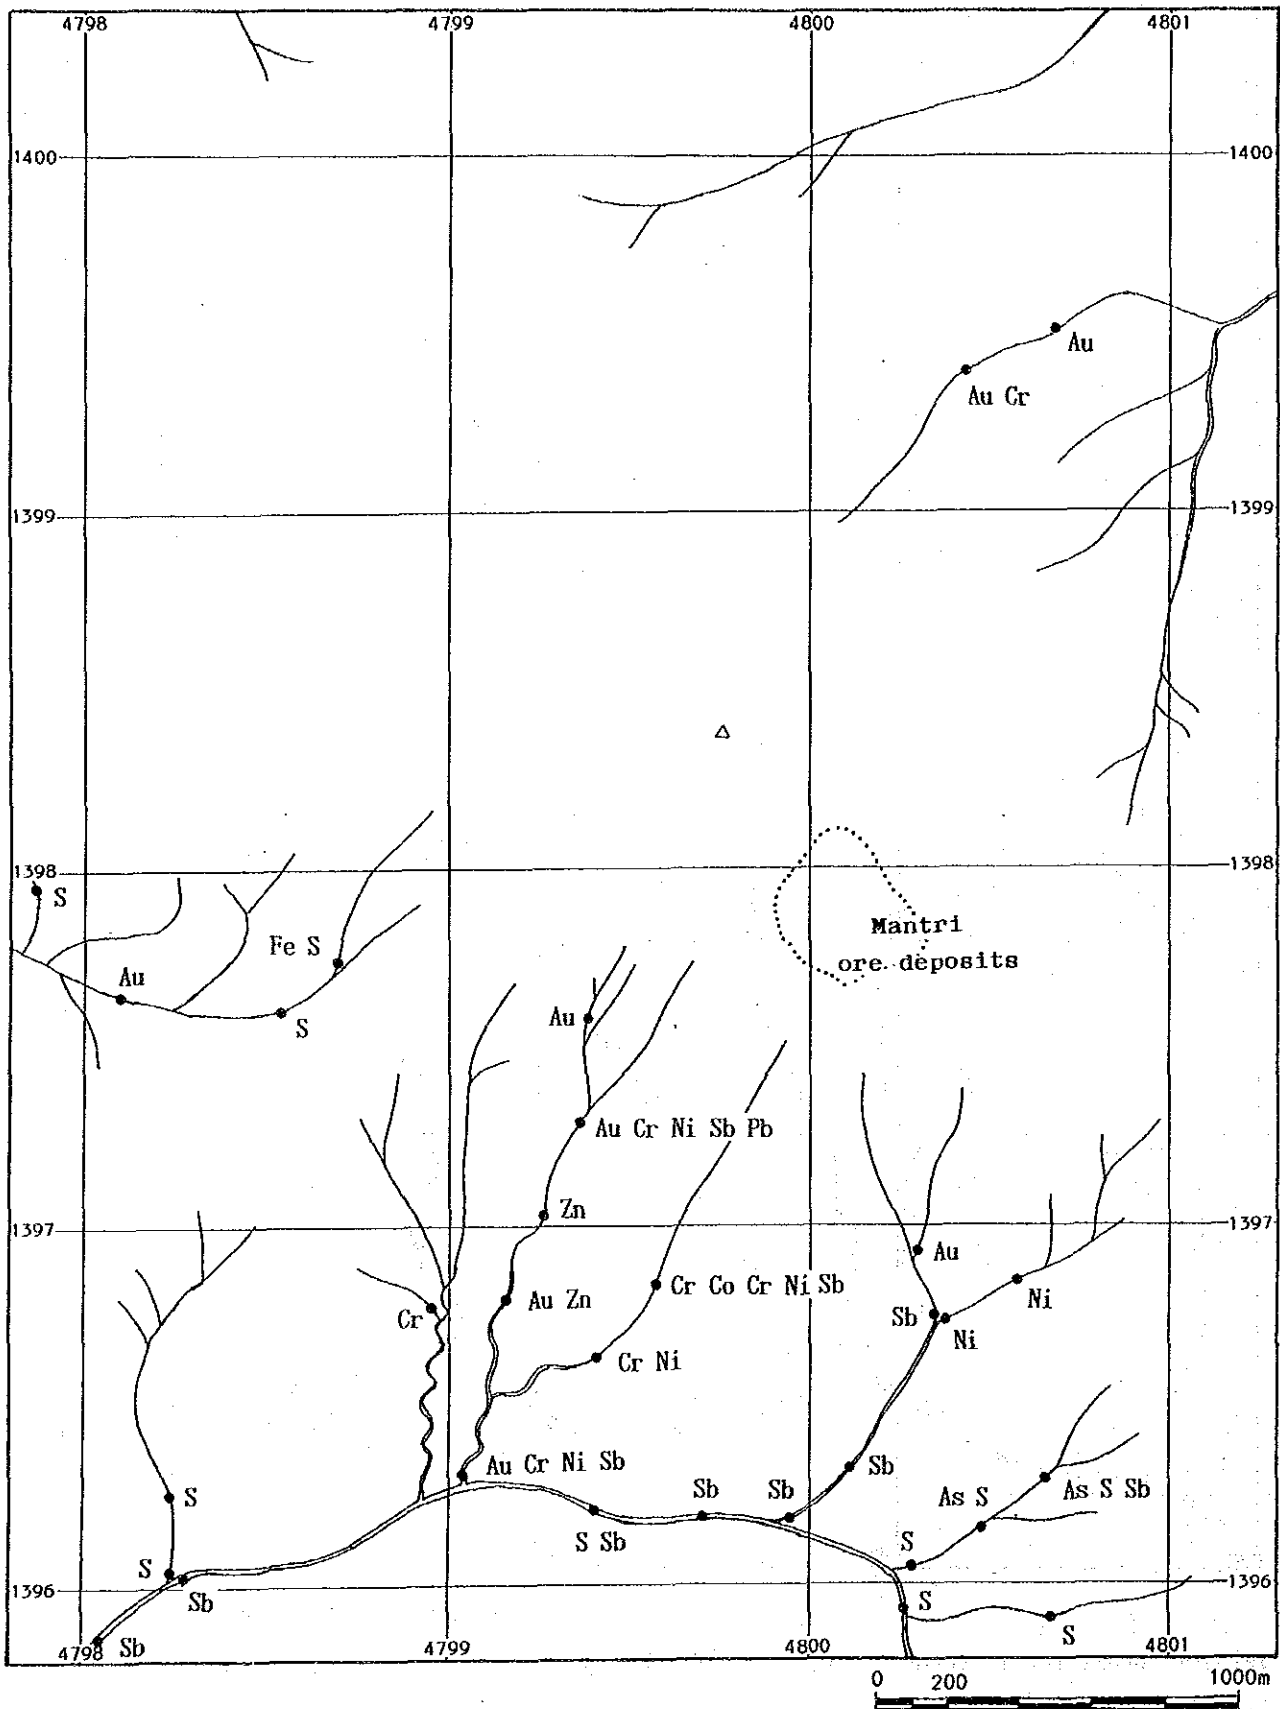 4798 4799 4800 4801
1400 1400
Au
Au Cr
1399 1399
1398 1398
S
Mantri
ore deposits
Fe S
Au
S
Au
Au Cr Ni Sb Pb
Zn
1397 1397
Au
Cr Co Cr Ni Sb
Ni
Au Zn
Cr
Sb
Ni
Cr Ni
Au Cr Ni Sb
Sb
S
Sb
Sb
As S
As S Sb
S Sb
S
S
1396 1396
Sb
S
S
Sb
4798 4799 4800 4801
0 200 1000m